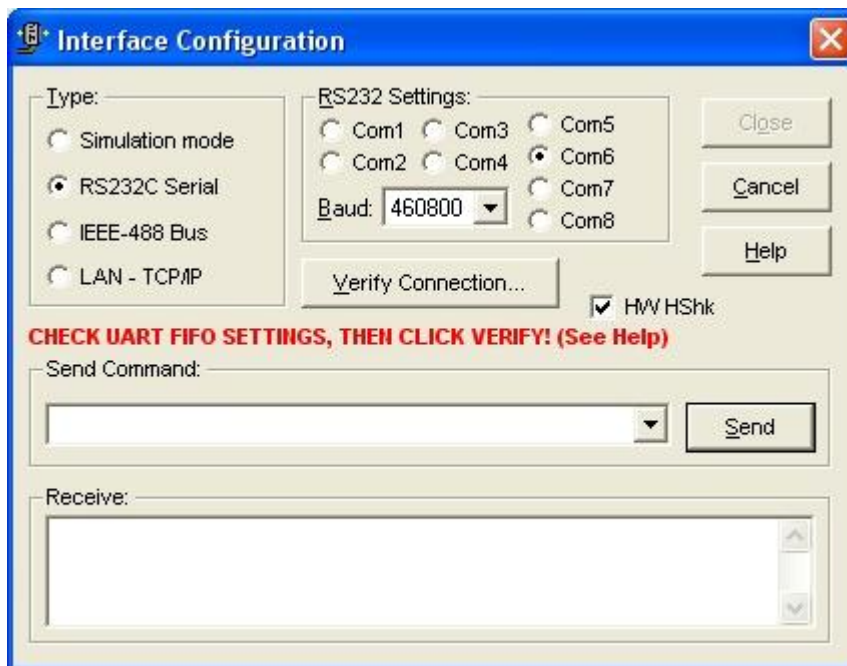 Interface Configuration
Type:
Simulation mode
RS232C Serial
IEEE-488 Bus
LAN - TCP/IP
RS232 Settings:
Com1 Com3 Com5
Com2 Com4 Com6
Com7
Com8
Baud: 460800
Close
Cancel
Help
Verify Connection...
HW HShk
CHECK UART FIFO SETTINGS, THEN CLICK VERIFY! (See Help)
Send Command:
Send
Receive: